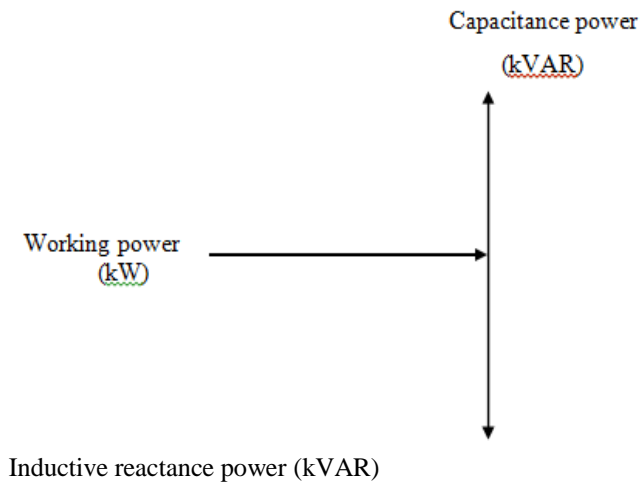 Capacitance power
(kVAR)
Working power
(kW)
Inductive reactance power (kVAR)